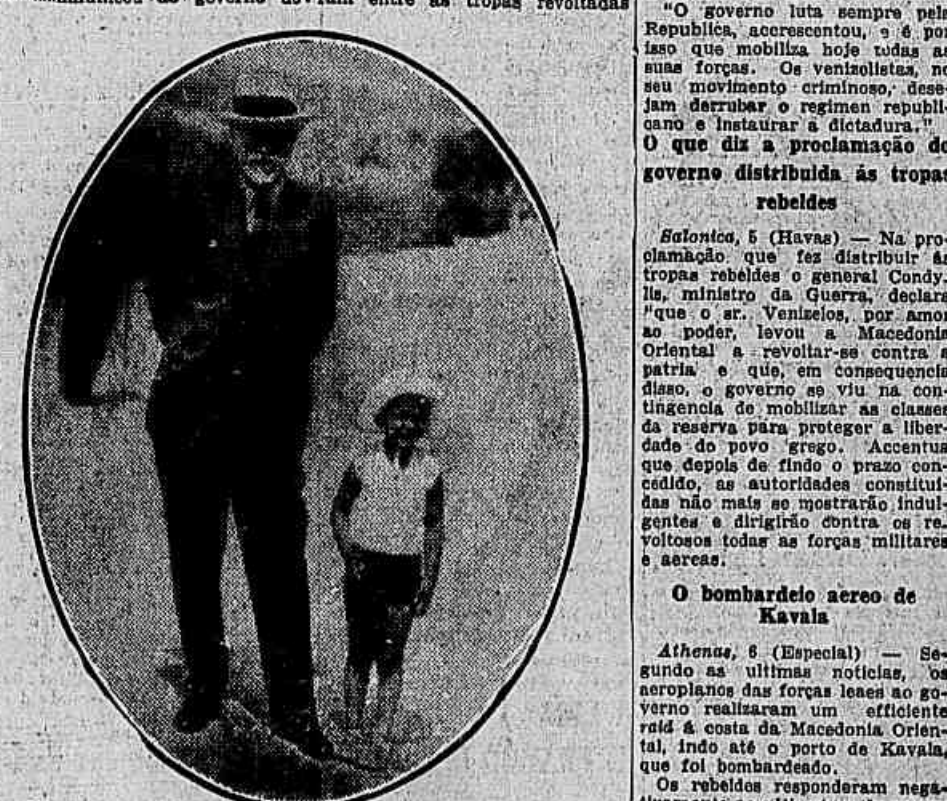 governo deviam entre as tropas revoltadas
"O governo luta sempre pela
Republica, accrescentou, e é por
isso que mobiliza hoje todas as
suas forças. Os venizolistas, no
seu movimento criminoso, dese-
jam derrubar o regimen republi-
cano e instaurar a dictadura."
O que diz a proclamação do
governo distribuida ás tropas
rebeldes
Salonica, 5 (Havas) — Na pro-
clamação que fez distribuir ás
tropas rebeldes o general Condy-
lis, ministro da Guerra, declara
"que o sr. Venizelos, por amor
ao poder, levou a Macedonia
Oriental a revoltar-se contra a
patria e que, em consequencia
disso, o governo se viu na con-
tingencia de mobilizar as classes
da reserva para proteger a liber-
dade do povo grego. Accentua
que depois de findo o prazo con-
cedido, as autoridades constitui-
das não mais se mostrarão indul-
gentes e dirigirão contra os re-
voltosos todas as forças militares
e aereas.
O bombardeio aereo de
Kavala
Athenas, 6 (Especial) — Se-
gundo as ultimas noticias, os
aeroplanos das forças leaes ao go-
verno realizaram um efficiente
raid á costa da Macedonia Orien-
tal, indo até o porto de Kavala,
que foi bombardeado.
Os rebeldes responderam nega-